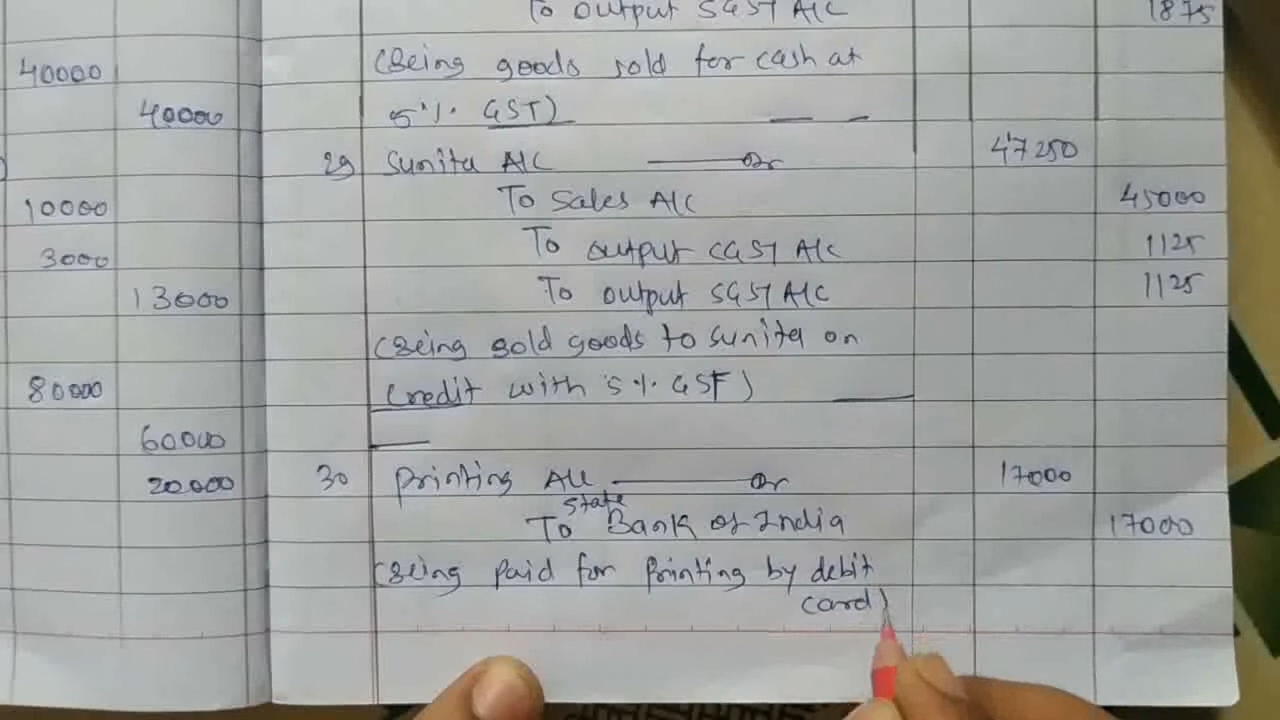 To output SGST A/C 1875
40000 (Being goods sold for cash at
40000 5% GST)
29 Sunita A/C Dr 47250
10000 To Sales A/C 45000
3000 To output CGST A/C 1125
13000 To output SGST A/C 1125
(Being sold goods to sunita on
80000 Credit with 5% GST)
60000
20000 30 Printing A/C Dr 17000
To State Bank of India 17000
(Being paid for Printing by debit
card)